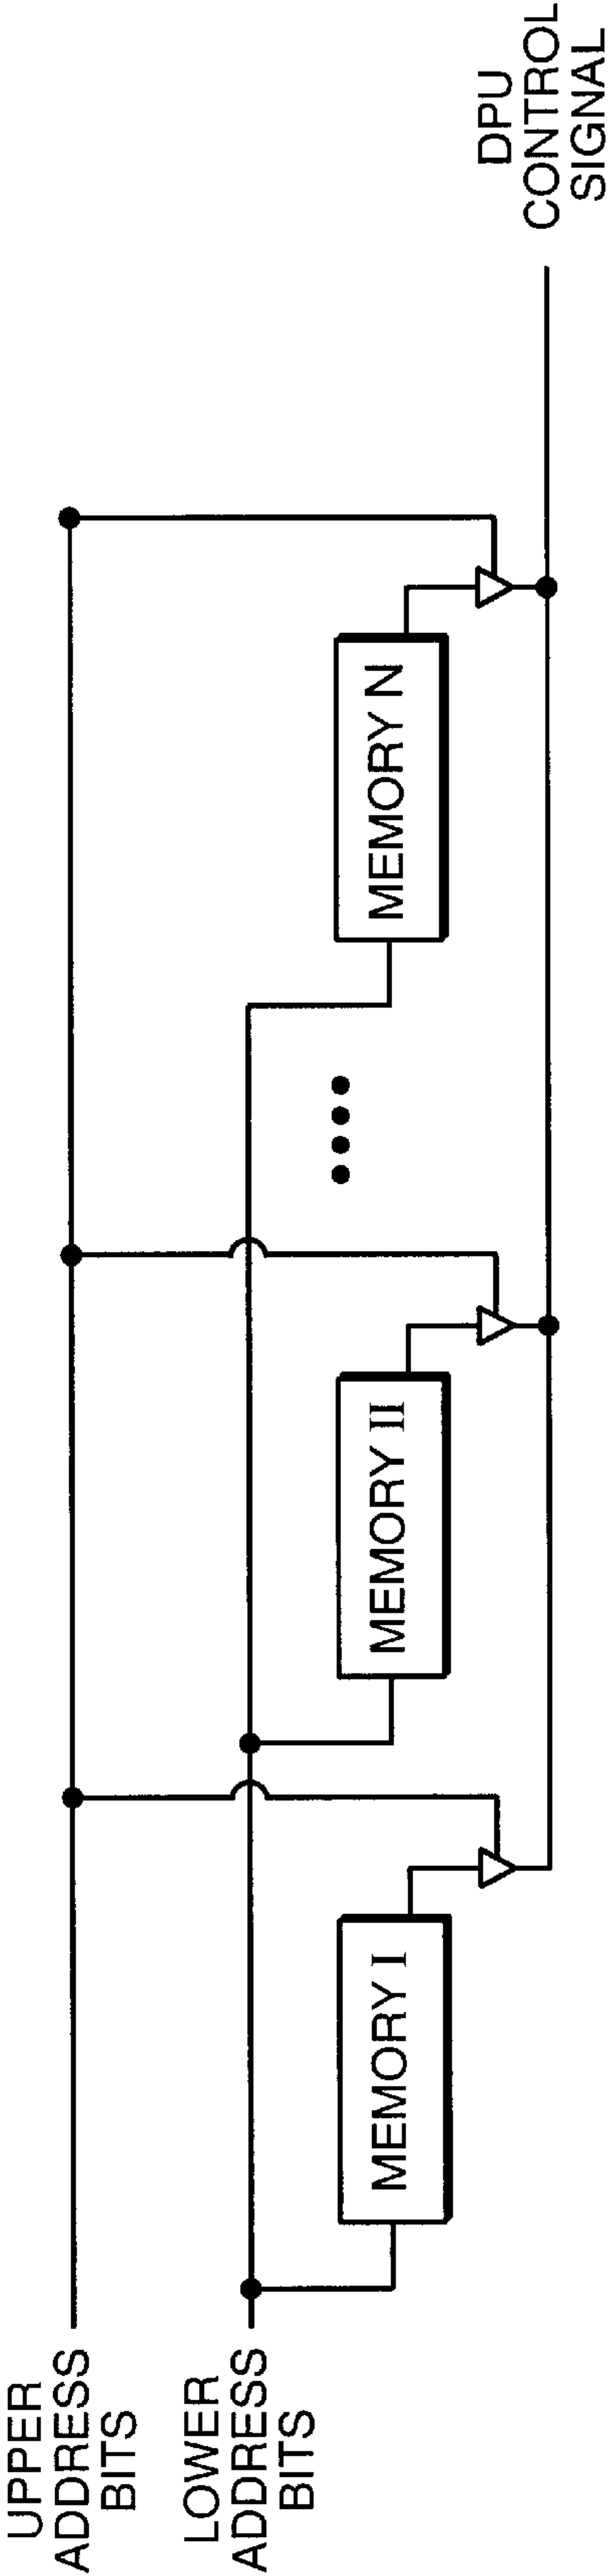 UPPER
ADDRESS
BITS
LOWER
ADDRESS
BITS
MEMORY I
MEMORY II
MEMORY N
DPU
CONTROL
SIGNAL